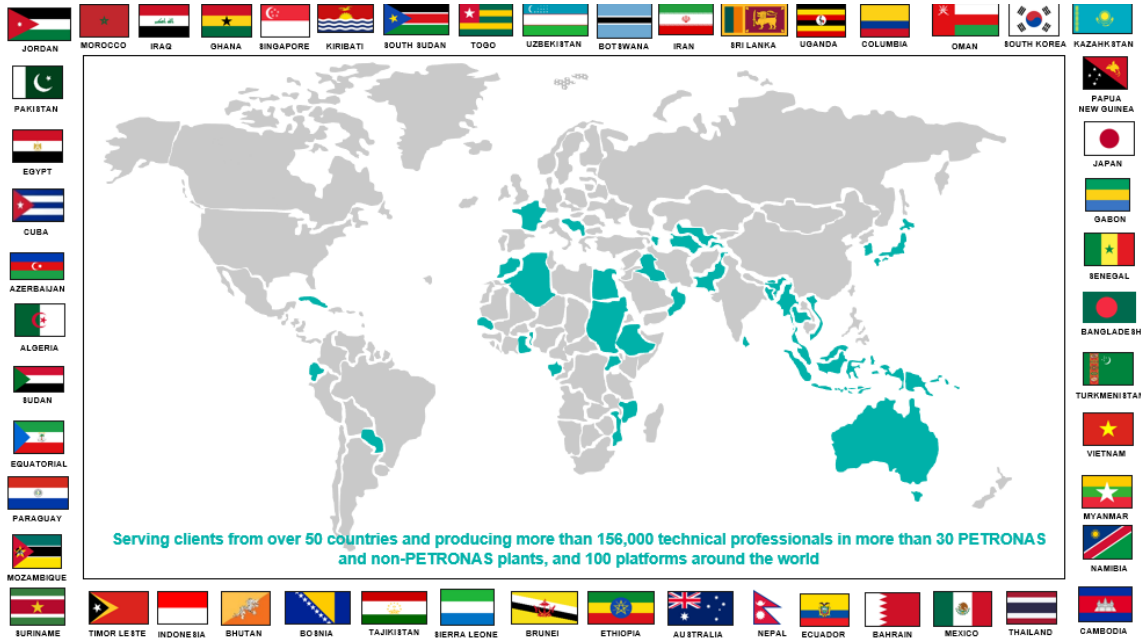 JORDAN
MOROCCO
IRAQ
GHANA
SINGAPORE
KIRIBATI
SOUTH SUDAN
TOGO
UZBEKISTAN
BOTSWANA
IRAN
SRI LANKA
UGANDA
COLUMBIA
OMAN
SOUTH KOREA
KAZAKHSTAN
PAKISTAN
EGYPT
CUBA
AZERBAIJAN
ALGERIA
SUDAN
EQUATORIAL
PARAGUAY
MOZAMBIQUE
PAPUA
NEW GUINEA
JAPAN
GABON
SENEGAL
BANGLADESH
TURKMENISTAN
VIETNAM
MYANMAR
NAMIBIA
Serving clients from over 50 countries and producing more than 156,000 technical professionals in more than 30 PETRONAS
and non-PETRONAS plants, and 100 platforms around the world
SURINAME
TIMOR LESTE
INDONESIA
BHUTAN
BOSNIA
TAJIKISTAN
SIERRA LEONE
BRUNEI
ETHIOPIA
AUSTRALIA
NEPAL
ECUADOR
BAHRAIN
MEXICO
THAILAND
CAMBODIA